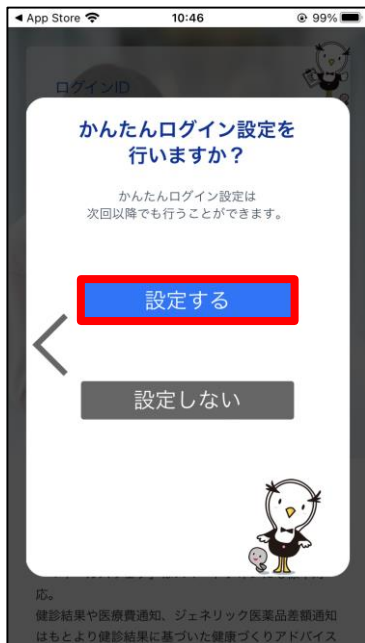 App Store 10:46 99%
ログインID
かんたんログイン設定を
行いますか?
かんたんログイン設定は
次回以降でも行うことができます。
設定する
設定しない
応。
健診結果や医療費通知、ジェネリック医薬品差額通知
はもとより健診結果に基づいた健康づくりアドバイス